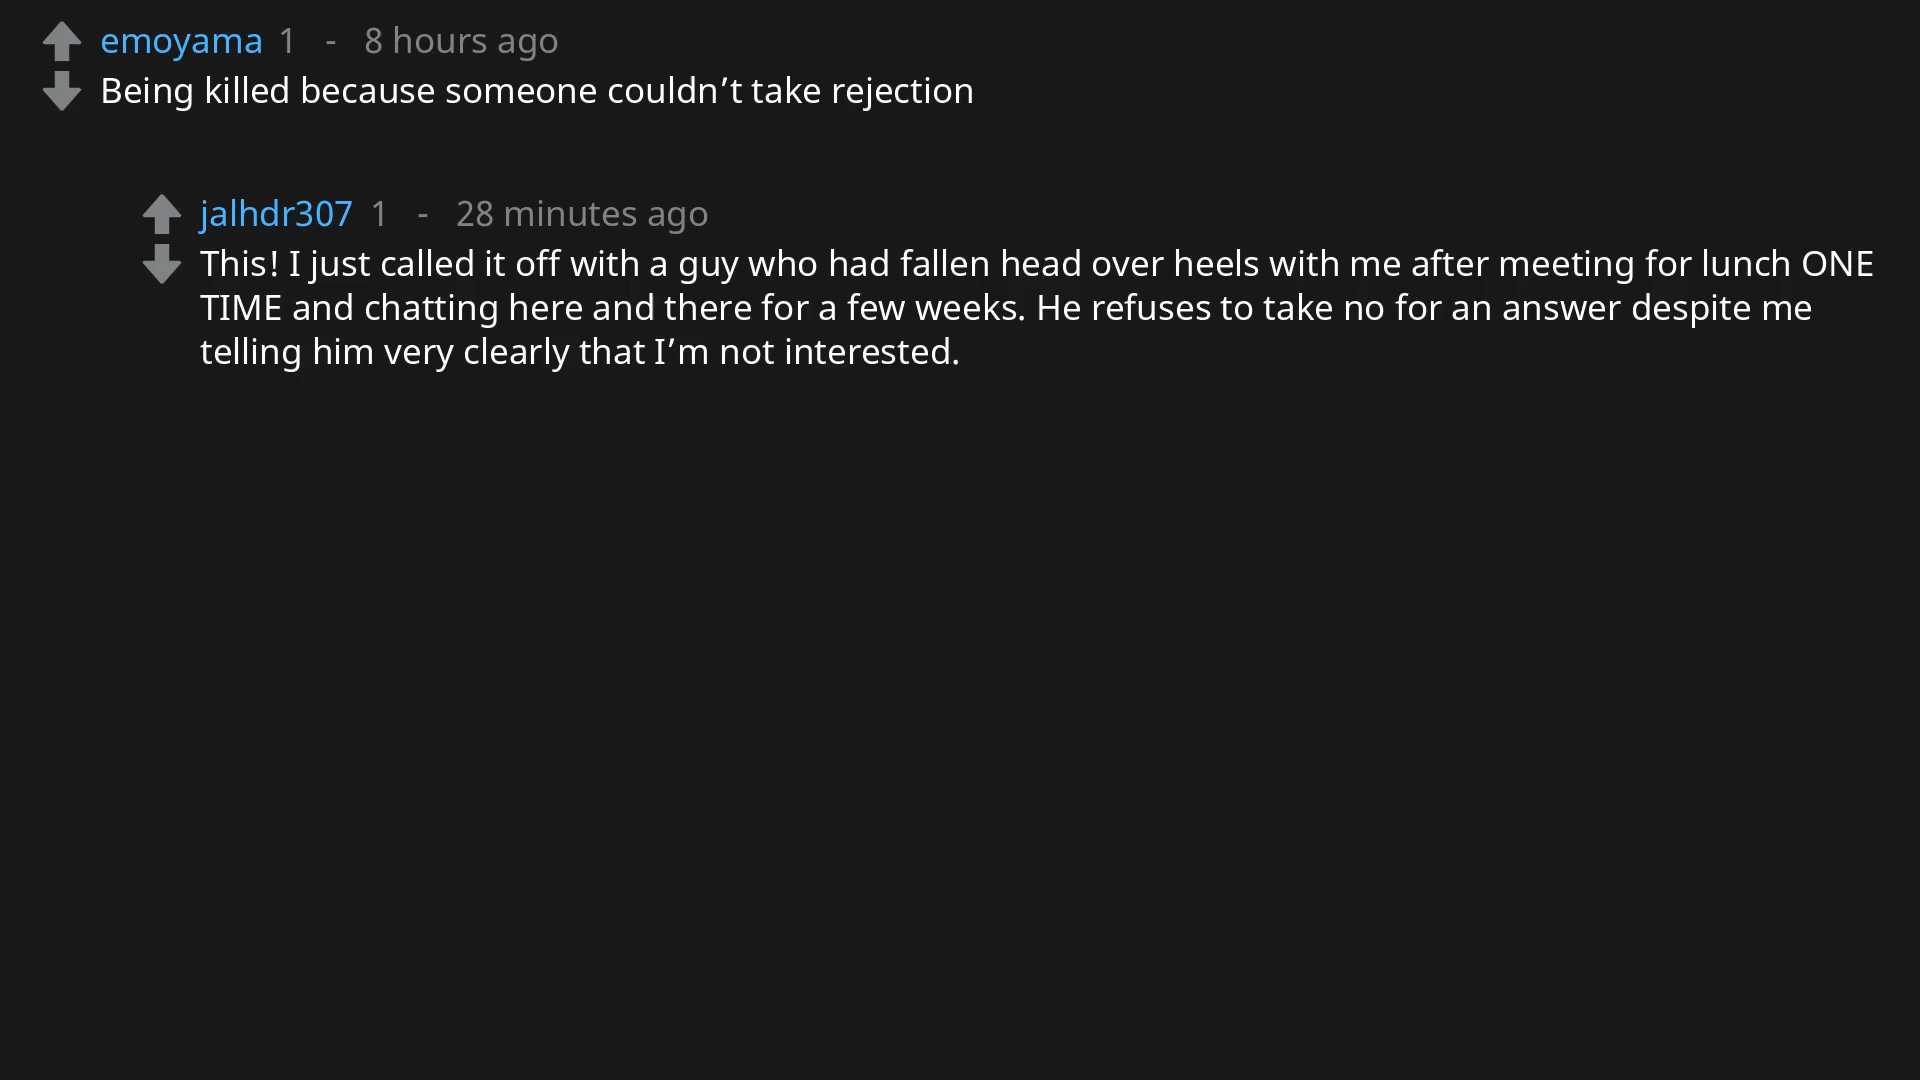 emoyama 1 - 8 hours ago
Being killed because someone couldn’t take rejection
jalhdr307 1 - 28 minutes ago
This! I just called it off with a guy who had fallen head over heels with me after meeting for lunch ONE
TIME and chatting here and there for a few weeks. He refuses to take no for an answer despite me
telling him very clearly that I’m not interested.